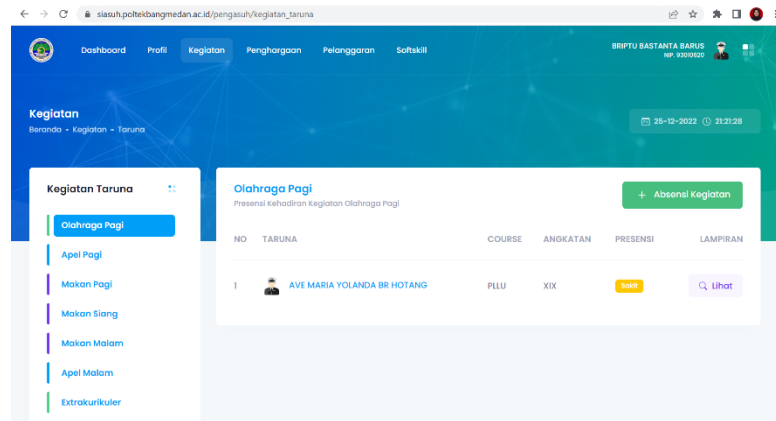 siasuh.poltekbangmedan.ac.id/pengasuh/kegiatan_taruna
Dashboard Profil Kegiatan Penghargaan Pelanggaran Softskill
BRIPTU BASTANTA BARUS
NIP. 93010620
Kegiatan
Beranda - Kegiatan - Taruna
25-12-2022 21:21:28
Kegiatan Taruna
Olahraga Pagi
Apel Pagi
Makan Pagi
Makan Siang
Makan Malam
Apel Malam
Extrakurikuler
Olahraga Pagi
Presensi Kehadiran Kegiatan Olahraga Pagi
+ Absensi Kegiatan
NO TARUNA COURSE ANGKATAN PRESENSI LAMPIRAN
1 AVE MARIA YOLANDA BR HOTANG PLLU XIX Sakit Lihat